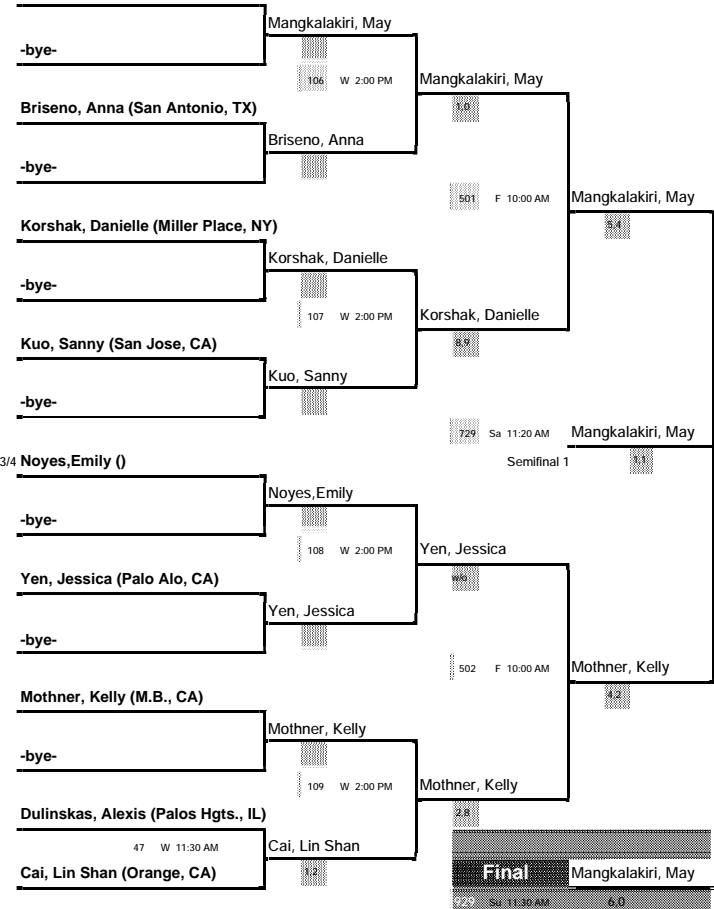 Mangkalakiri, May
-bye-
106 W 2:00 PM
Mangkalakiri, May
1,0
Briseno, Anna (San Antonio, TX)
Briseno, Anna
-bye-
501 F 10:00 AM
Mangkalakiri, May
5,4
Korshak, Danielle (Miller Place, NY)
Korshak, Danielle
-bye-
107 W 2:00 PM
Korshak, Danielle
8,9
Kuo, Sanny (San Jose, CA)
Kuo, Sanny
-bye-
729 Sa 11:20 AM
Mangkalakiri, May
Semifinal 1
1,1
3/4 Noyes,Emily ()
Noyes,Emily
-bye-
108 W 2:00 PM
Yen, Jessica
w/o
Yen, Jessica (Palo Alo, CA)
Yen, Jessica
-bye-
502 F 10:00 AM
Mothner, Kelly
4,2
Mothner, Kelly (M.B., CA)
Mothner, Kelly
-bye-
109 W 2:00 PM
Mothner, Kelly
2,8
Dulinskas, Alexis (Palos Hgts., IL)
47 W 11:30 AM
Cai, Lin Shan
1,2
Cai, Lin Shan (Orange, CA)
Final
Mangkalakiri, May
929 Su 11:30 AM
6,0